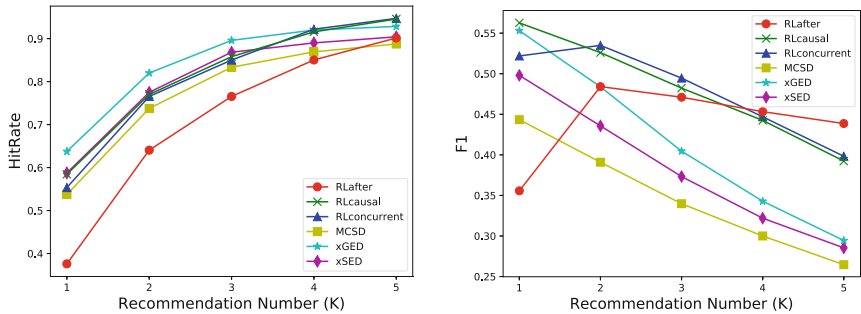 0.9
0.8
0.7
0.6
0.5
0.4
HitRate
1 2 3 4 5
Recommendation Number (K)
RLafter
RLcausal
RLconcurrent
MCSD
xGED
xSED
0.55
0.50
0.45
0.40
0.35
0.30
0.25
F1
1 2 3 4 5
Recommendation Number (K)
RLafter
RLcausal
RLconcurrent
MCSD
xGED
xSED